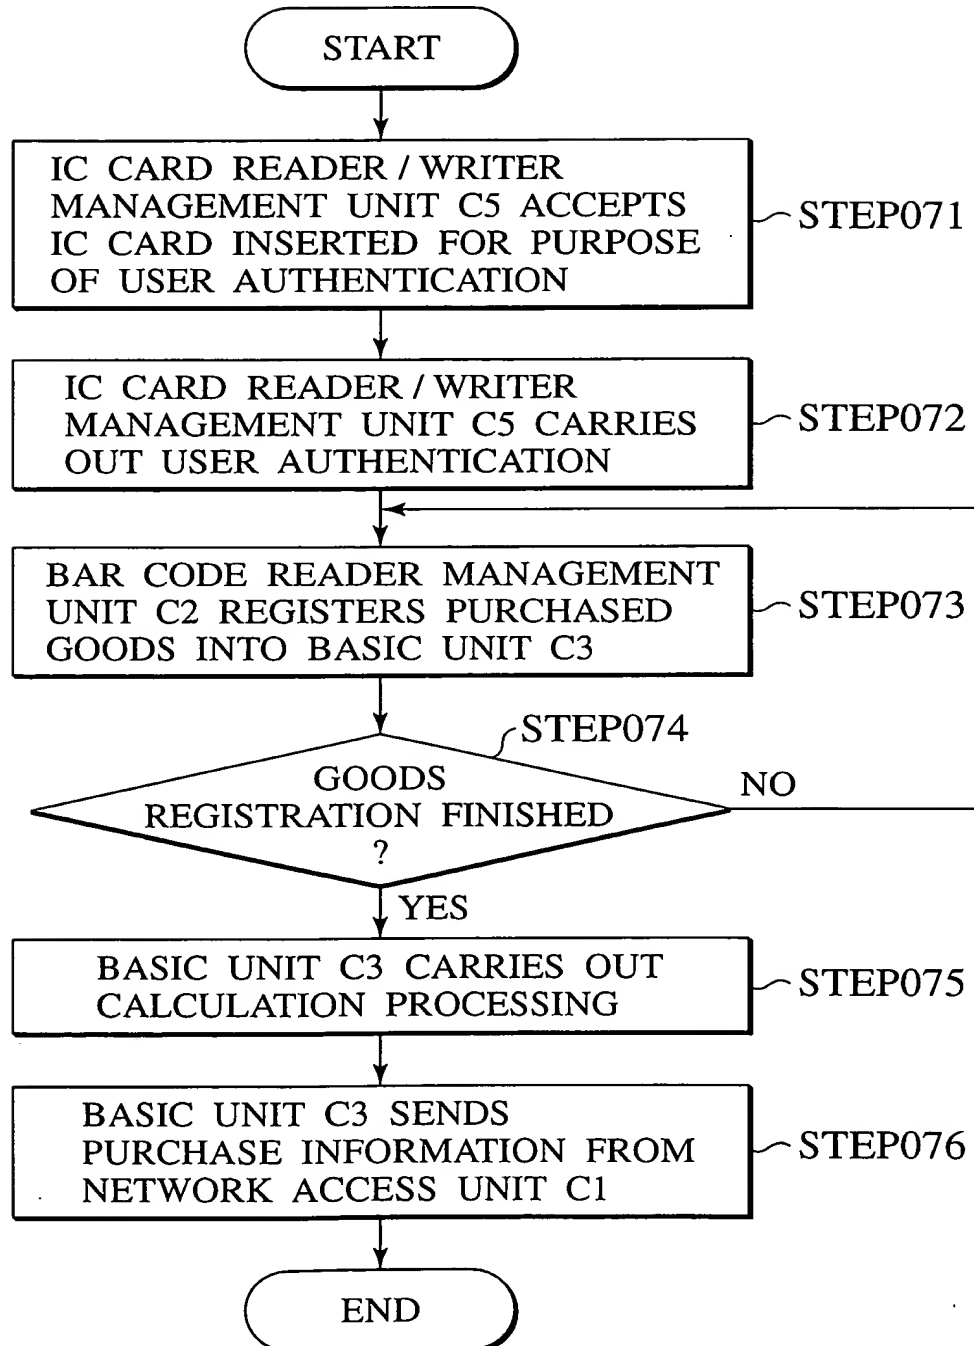 START
IC CARD READER / WRITER
MANAGEMENT UNIT C5 ACCEPTS
IC CARD INSERTED FOR PURPOSE
OF USER AUTHENTICATION
STEP071
IC CARD READER / WRITER
MANAGEMENT UNIT C5 CARRIES
OUT USER AUTHENTICATION
STEP072
BAR CODE READER MANAGEMENT
UNIT C2 REGISTERS PURCHASED
GOODS INTO BASIC UNIT C3
STEP073
STEP074
GOODS
REGISTRATION FINISHED
?
NO
YES
BASIC UNIT C3 CARRIES OUT
CALCULATION PROCESSING
STEP075
BASIC UNIT C3 SENDS
PURCHASE INFORMATION FROM
NETWORK ACCESS UNIT C1
STEP076
END